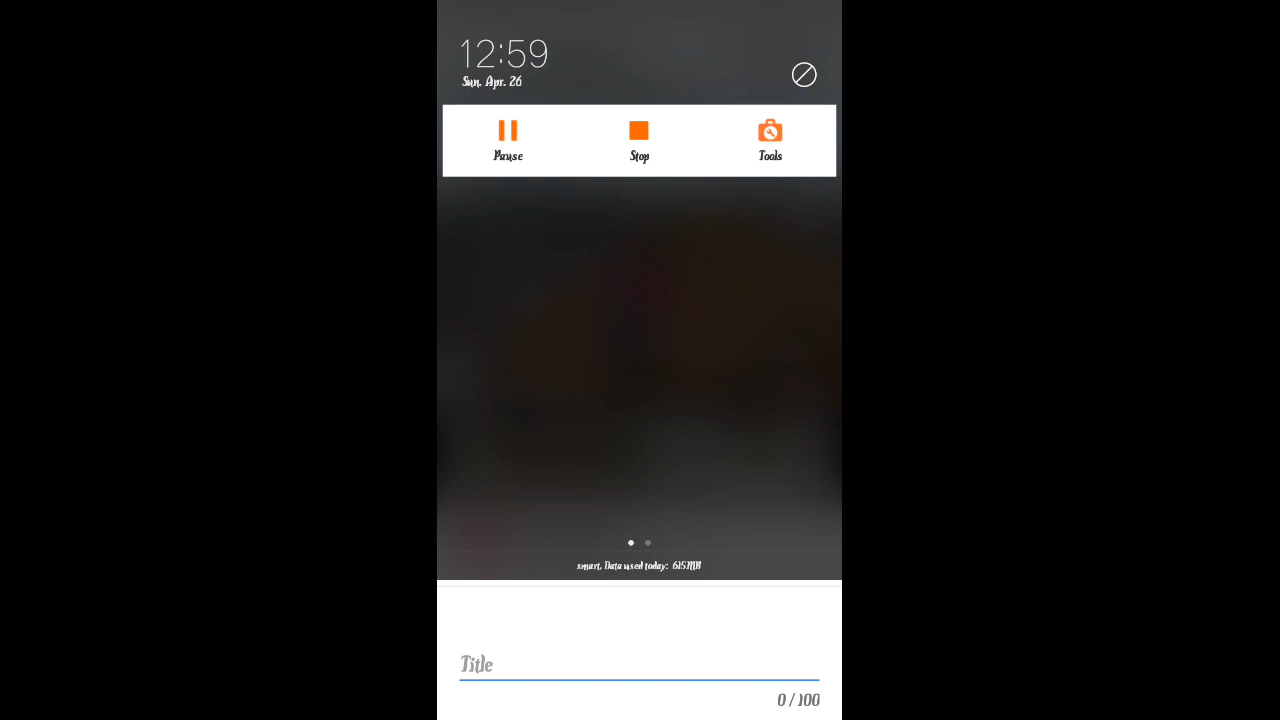 12:59
Sun. Apr. 26
Pause Stop Tools
smart. Data used today: 615MB
Title
0 / 100